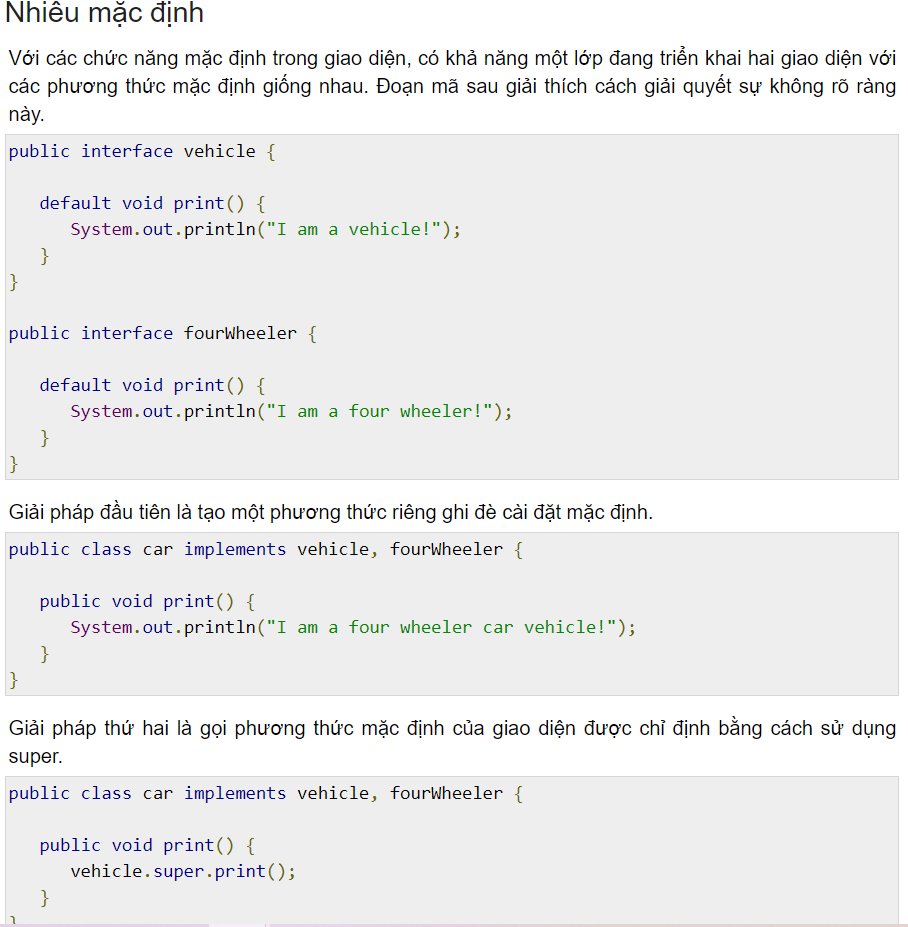 Nhiều mặc định
Với các chức năng mặc định trong giao diện, có khả năng một lớp đang triển khai hai giao diện với
các phương thức mặc định giống nhau. Đoạn mã sau giải thích cách giải quyết sự không rõ ràng
này.
public interface vehicle {
   default void print() {
      System.out.println("I am a vehicle!");
   }
}
public interface fourWheeler {
   default void print() {
      System.out.println("I am a four wheeler!");
   }
}
Giải pháp đầu tiên là tạo một phương thức riêng ghi đè cài đặt mặc định.
public class car implements vehicle, fourWheeler {
   public void print() {
      System.out.println("I am a four wheeler car vehicle!");
   }
}
Giải pháp thứ hai là gọi phương thức mặc định của giao diện được chỉ định bằng cách sử dụng
super.
public class car implements vehicle, fourWheeler {
   public void print() {
      vehicle.super.print();
   }
}